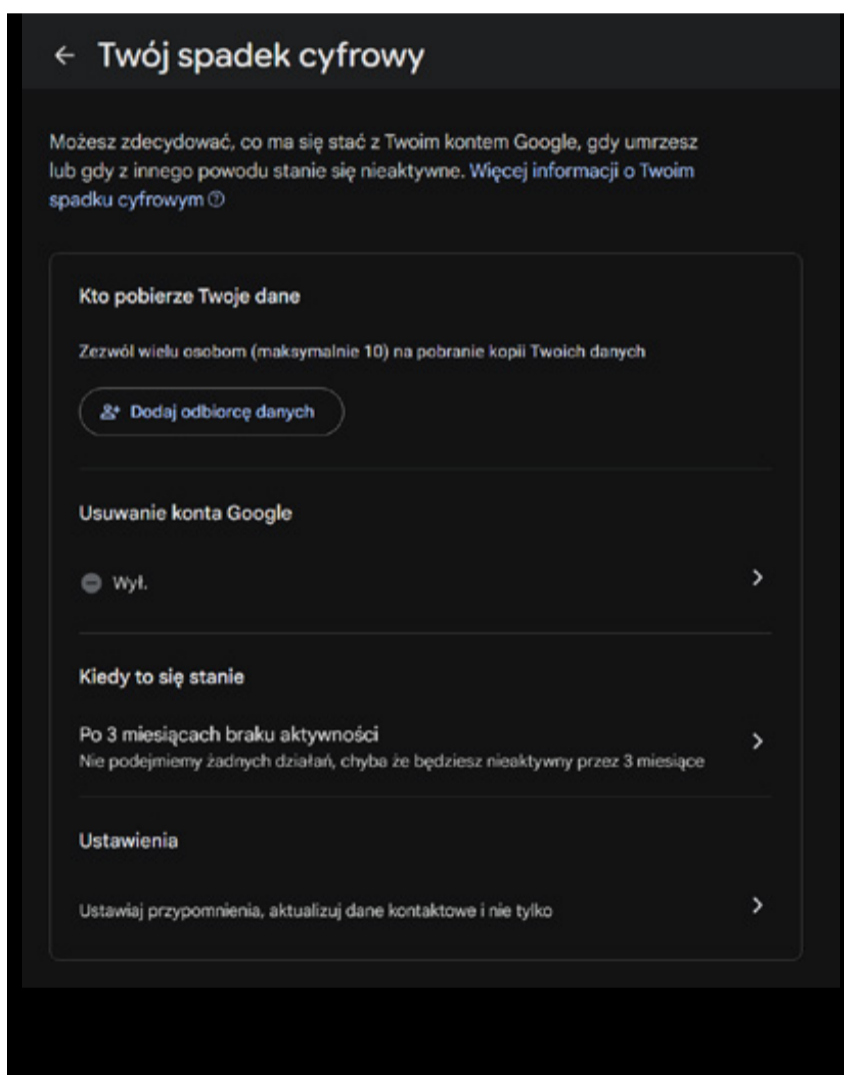 Twój spadek cyfrowy
Możesz zdecydować, co ma się stać z Twoim kontem Google, gdy umrzesz
lub gdy z innego powodu stanie się nieaktywne. Więcej informacji o Twoim
spadku cyfrowym
Kto pobierze Twoje dane
Zezwól wielu osobom (maksymalnie 10) na pobranie kopii Twoich danych
Dodaj odbiorcę danych
Usuwanie konta Google
Wył.
Kiedy to się stanie
Po 3 miesiącach braku aktywności
Nie podejmiemy żadnych działań, chyba że będziesz nieaktywny przez 3 miesiące
Ustawienia
Ustawiaj przypomnienia, aktualizuj dane kontaktowe i nie tylko